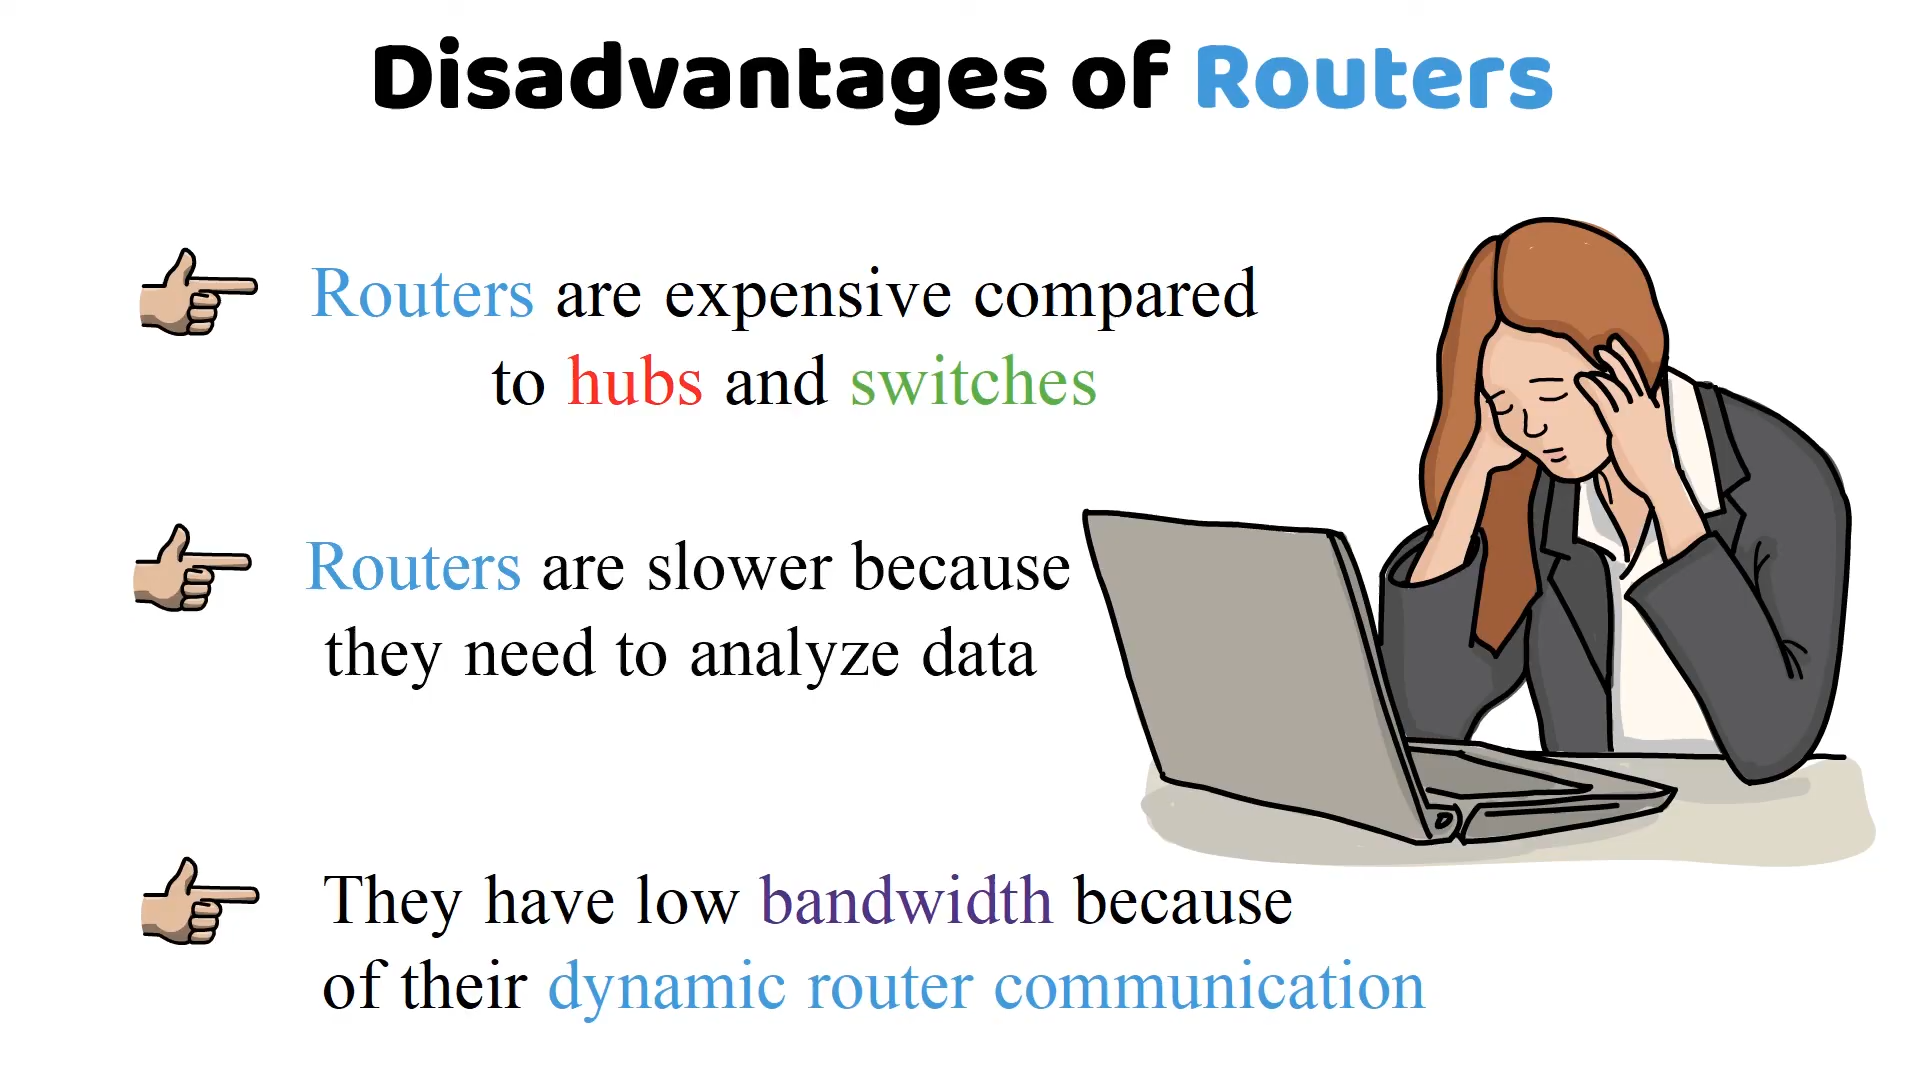 Disadvantages of Routers
Routers are expensive compared
to hubs and switches
Routers are slower because
they need to analyze data
They have low bandwidth because
of their dynamic router communication